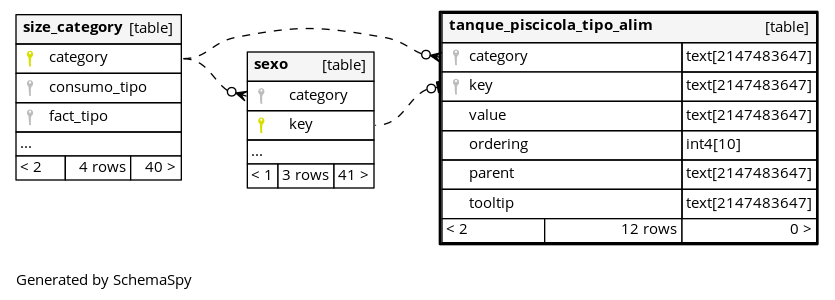 size_category [table]
category
consumo_tipo
fact_tipo
...
< 2 4 rows 40 >
sexo [table]
category
key
...
< 1 3 rows 41 >
tanque_piscicola_tipo_alim [table]
category text[2147483647]
key text[2147483647]
value text[2147483647]
ordering int4[10]
parent text[2147483647]
tooltip text[2147483647]
< 2 12 rows 0 >
Generated by SchemaSpy